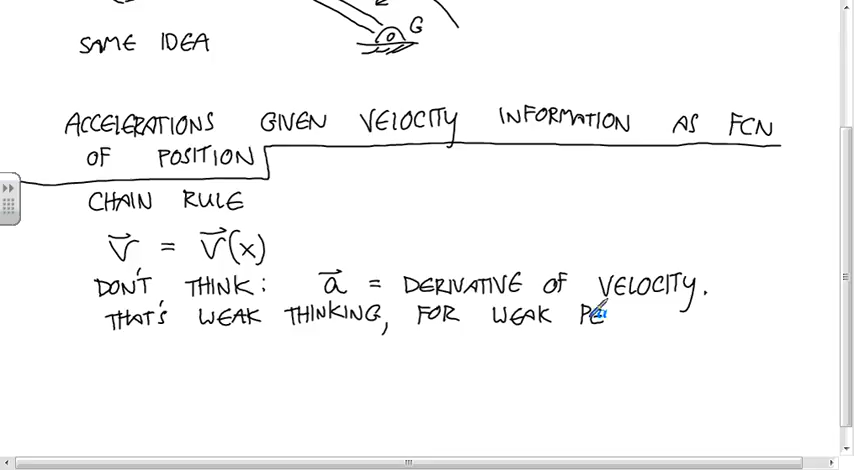 G
SAME IDEA
ACCELERATIONS GIVEN VELOCITY INFORMATION AS FCN
OF POSITION
CHAIN RULE
v⃗ = v⃗(x)
DON'T THINK: a⃗ = DERIVATIVE OF VELOCITY.
THAT'S WEAK THINKING, FOR WEAK PE